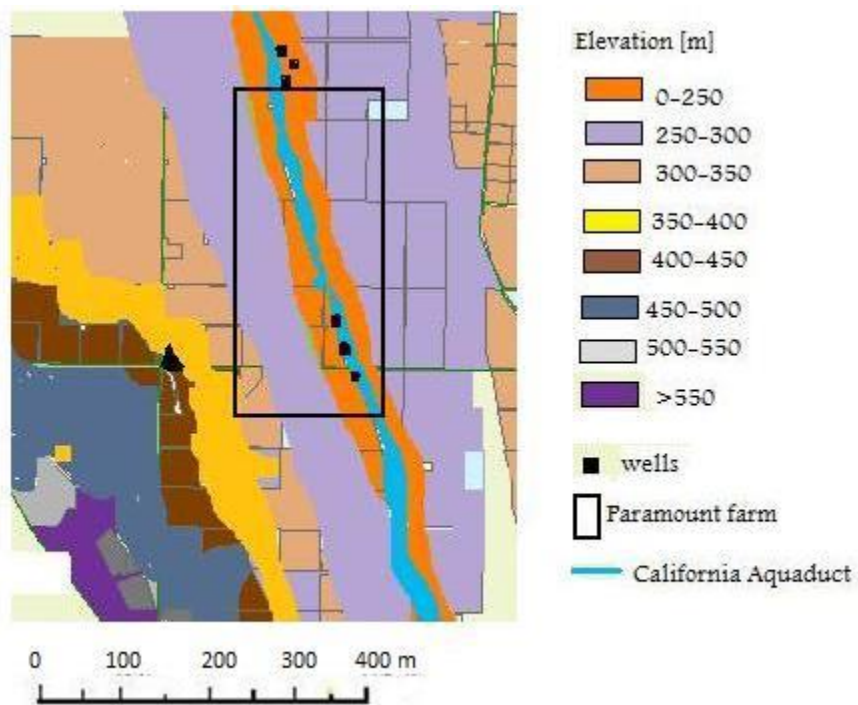 Elevation [m]
0-250
250-300
300-350
350-400
400-450
450-500
500-550
>550
wells
Paramount farm
California Aquaduct
0 100 200 300 400 m